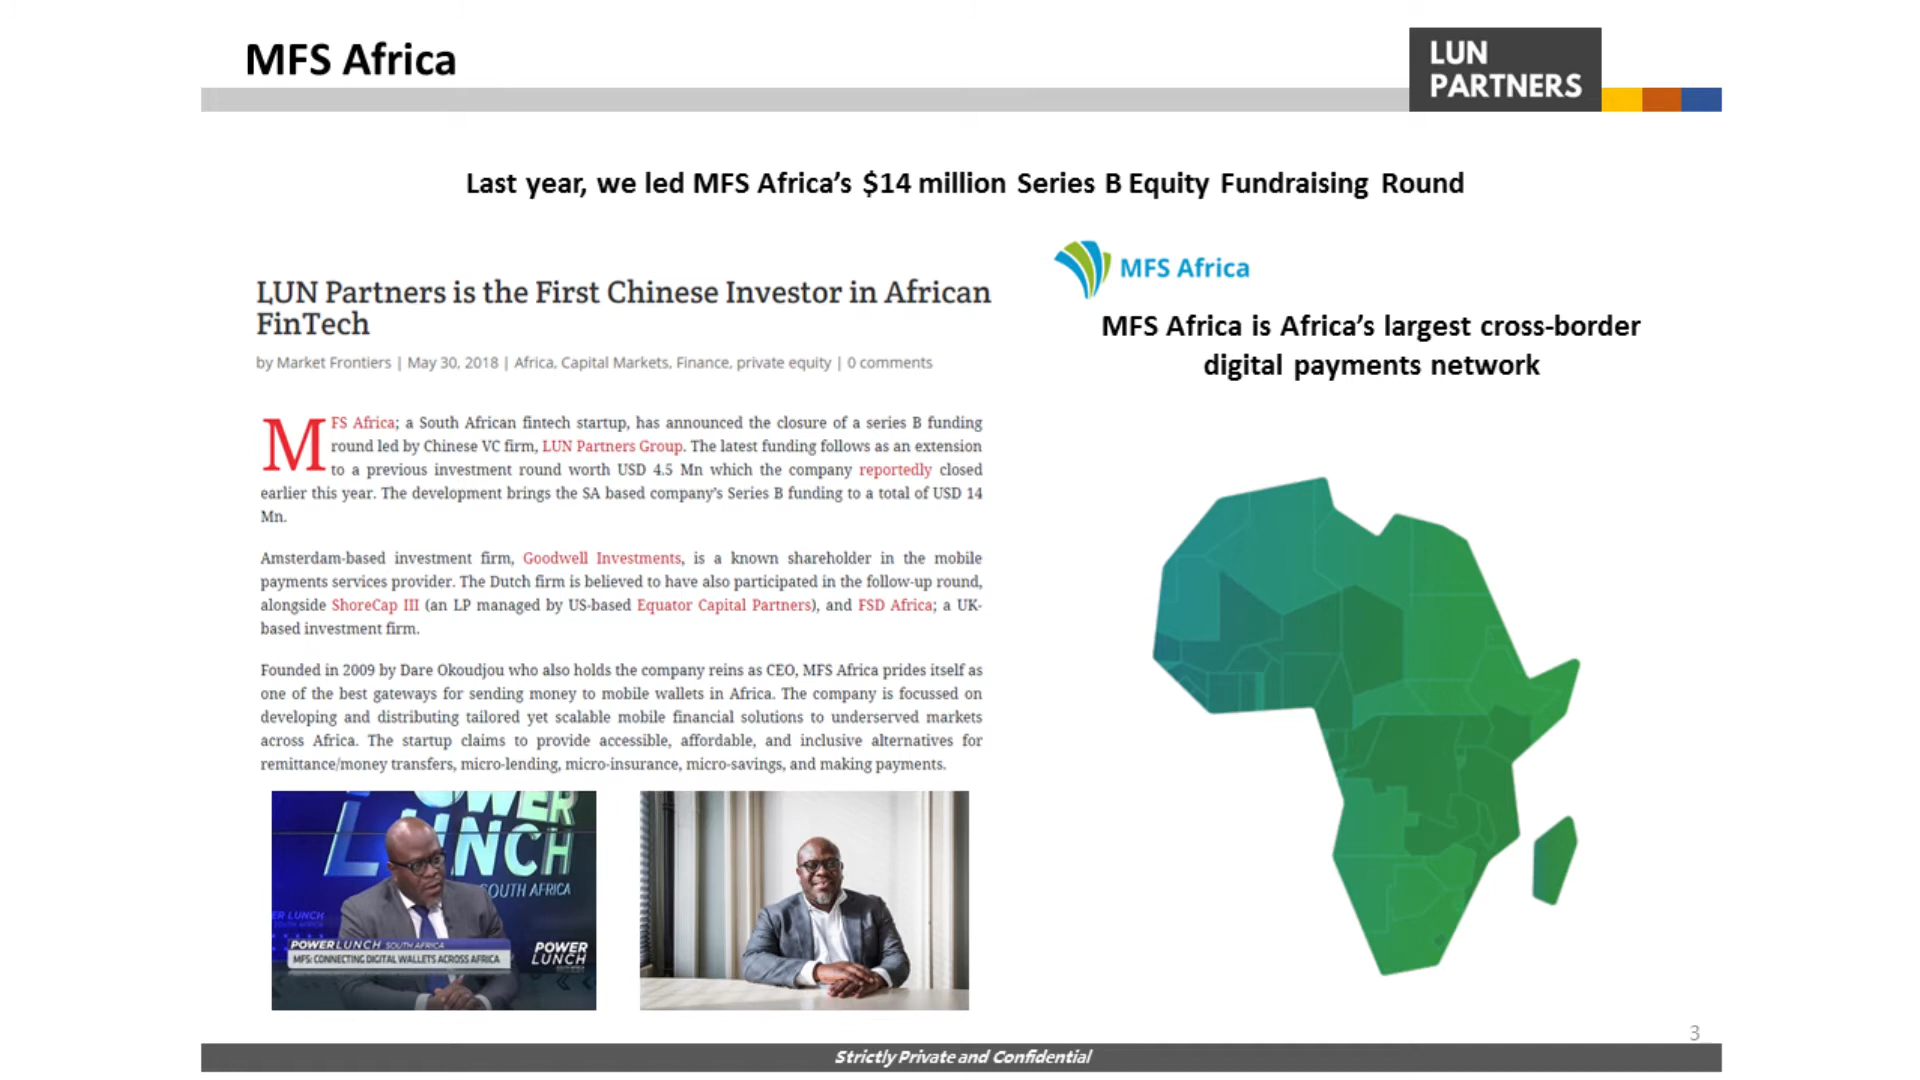 MFS Africa
LUN
PARTNERS
Last year, we led MFS Africa's $14 million Series B Equity Fundraising Round
LUN Partners is the First Chinese Investor in African
FinTech
by Market Frontiers | May 30, 2018 | Africa, Capital Markets, Finance, private equity | 0 comments
MFS Africa; a South African fintech startup, has announced the closure of a series B funding
round led by Chinese VC firm, LUN Partners Group. The latest funding follows as an extension
to a previous investment round worth USD 4.5 Mn which the company reportedly closed
earlier this year. The development brings the SA based company's Series B funding to a total of USD 14
Mn.
Amsterdam-based investment firm, Goodwell Investments, is a known shareholder in the mobile
payments services provider. The Dutch firm is believed to have also participated in the follow-up round,
alongside ShoreCap III (an LP managed by US-based Equator Capital Partners), and FSD Africa; a UK-
based investment firm.
Founded in 2009 by Dare Okoudjou who also holds the company reins as CEO, MFS Africa prides itself as
one of the best gateways for sending money to mobile wallets in Africa. The company is focussed on
developing and distributing tailored yet scalable mobile financial solutions to underserved markets
across Africa. The startup claims to provide accessible, affordable, and inclusive alternatives for
remittance/money transfers, micro-lending, micro-insurance, micro-savings, and making payments.
POWER
LUNCH
SOUTH AFRICA
ER LUNCH
SOUTH AFRICA
POWER LUNCH SOUTH AFRICA
MFS: CONNECTING DIGITAL WALLETS ACROSS AFRICA
POWER
LUNCH
SOUTH AFRICA
MFS Africa
MFS Africa is Africa's largest cross-border
digital payments network
3
Strictly Private and Confidential